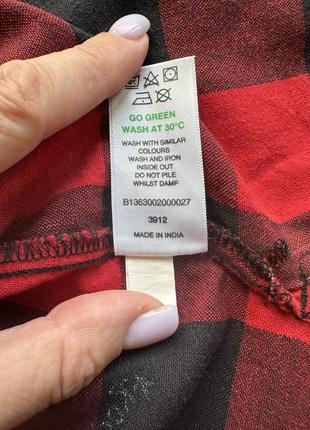 GO GREEN
WASH AT 30°C
WASH WITH SIMILAR
COLOURS
WASH AND IRON
INSIDE OUT
DO NOT PILE
WHILST DAMP
B1363002000027
3912
MADE IN INDIA